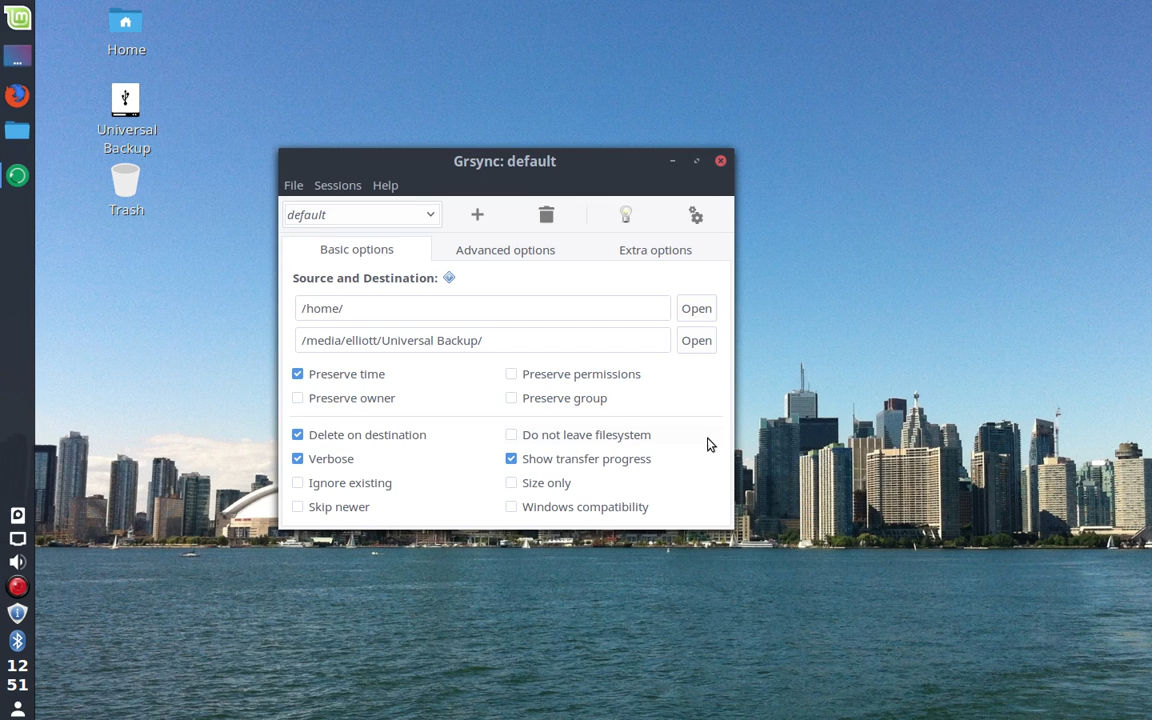 Home
Universal
Backup
Trash
Grsync: default
File Sessions Help
default
Basic options Advanced options Extra options
Source and Destination:
/home/ Open
/media/elliott/Universal Backup/ Open
Preserve time Preserve permissions
Preserve owner Preserve group
Delete on destination Do not leave filesystem
Verbose Show transfer progress
Ignore existing Size only
Skip newer Windows compatibility
12
51